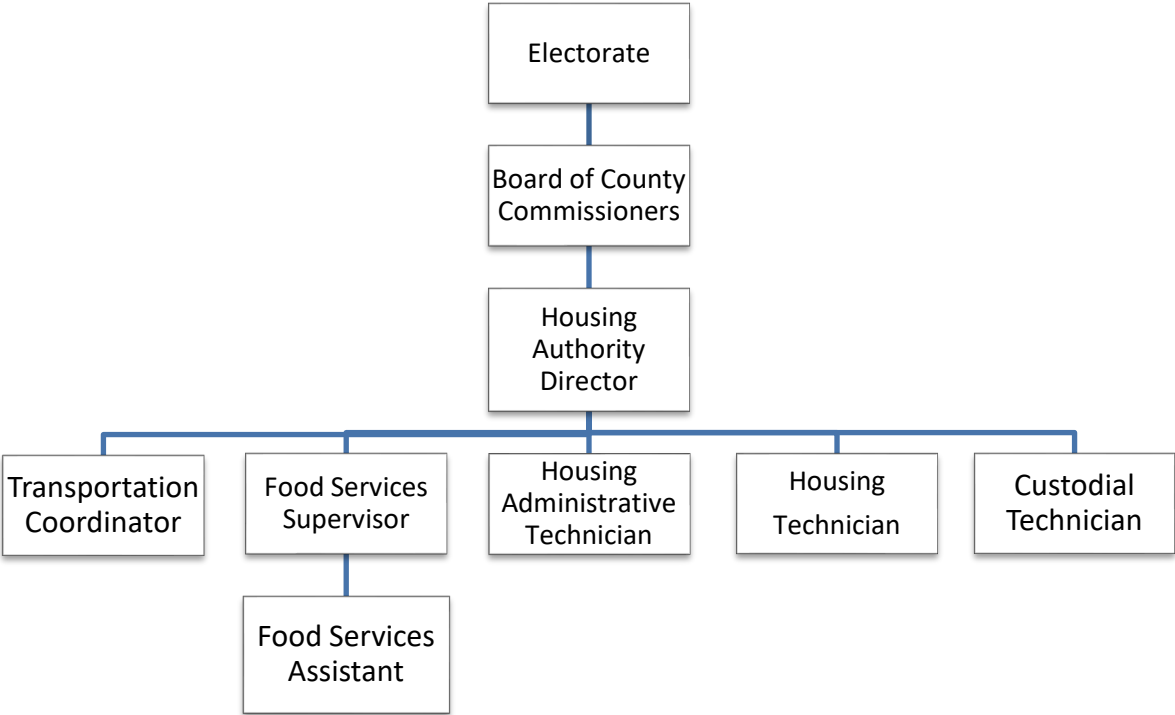 Electorate
Board of County
Commissioners
Housing
Authority
Director
Transportation
Coordinator
Food Services
Supervisor
Housing
Administrative
Technician
Housing
Technician
Custodial
Technician
Food Services
Assistant